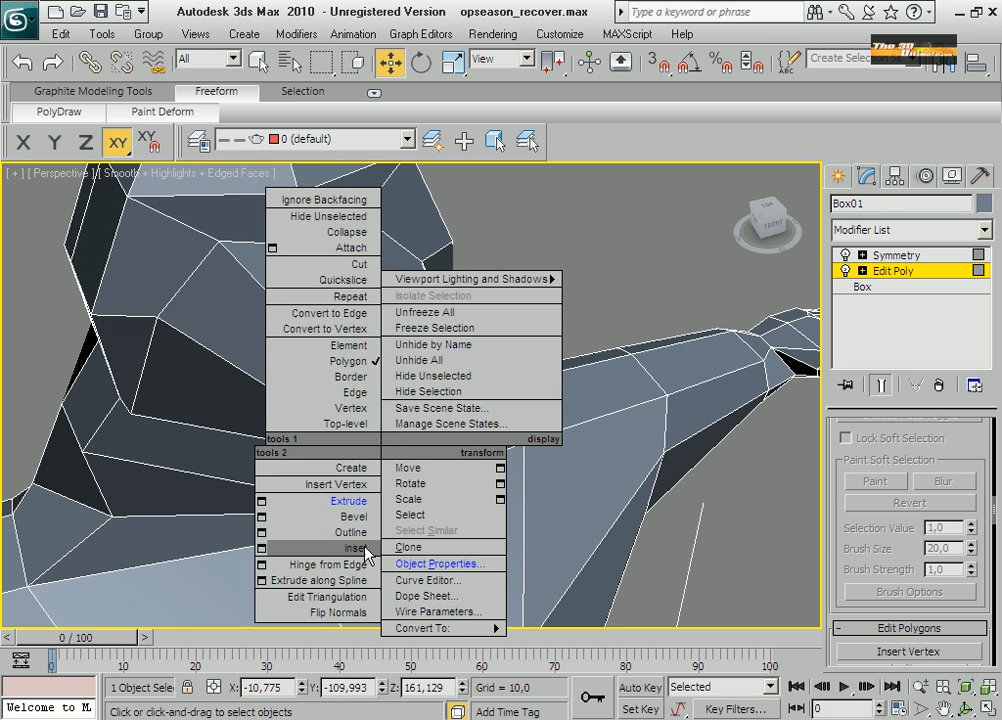 Autodesk 3ds Max 2010 - Unregistered Version opseason_recover.max
Type a keyword or phrase
Edit Tools Group Views Create Modifiers Animation Graph Editors Rendering Customize MAXScript Help
All
View
3
Create Sele
The 3D
Graphite Modeling Tools Freeform Selection
PolyDraw Paint Deform
X Y Z XY XY
0 (default)
[ + ] [ Perspective ] [ Smooth + Highlights + Edged Faces ]
TOP
FRONT
Ignore Backfacing
Hide Unselected
Collapse
Attach
Cut
Quickslice
Repeat
Convert to Edge
Convert to Vertex
Element
Polygon
Border
Edge
Vertex
Top-level
tools 1
Viewport Lighting and Shadows
Isolate Selection
Unfreeze All
Freeze Selection
Unhide by Name
Unhide All
Hide Unselected
Hide Selection
Save Scene State...
Manage Scene States...
display
tools 2
Create
Insert Vertex
Extrude
Bevel
Outline
Inset
Hinge from Edge
Extrude along Spline
Edit Triangulation
Flip Normals
transform
Move
Rotate
Scale
Select
Select Similar
Clone
Object Properties...
Curve Editor...
Dope Sheet...
Wire Parameters...
Convert To:
Box01
Modifier List
Symmetry
Edit Poly
Box
Lock Soft Selection
Paint Soft Selection
Paint Blur
Revert
Selection Value 1,0
Brush Size 20,0
Brush Strength 1,0
Brush Options
- Edit Polygons
Insert Vertex
< 0 / 100 >
0 10 20 30 40 50 60 70 80 90 100
1 Object Sele
X: -10,775 Y: -109,993 Z: 161,129 Grid = 10,0
Auto Key Selected
Welcome to M
Click or click-and-drag to select objects
Add Time Tag
Set Key Key Filters...
0